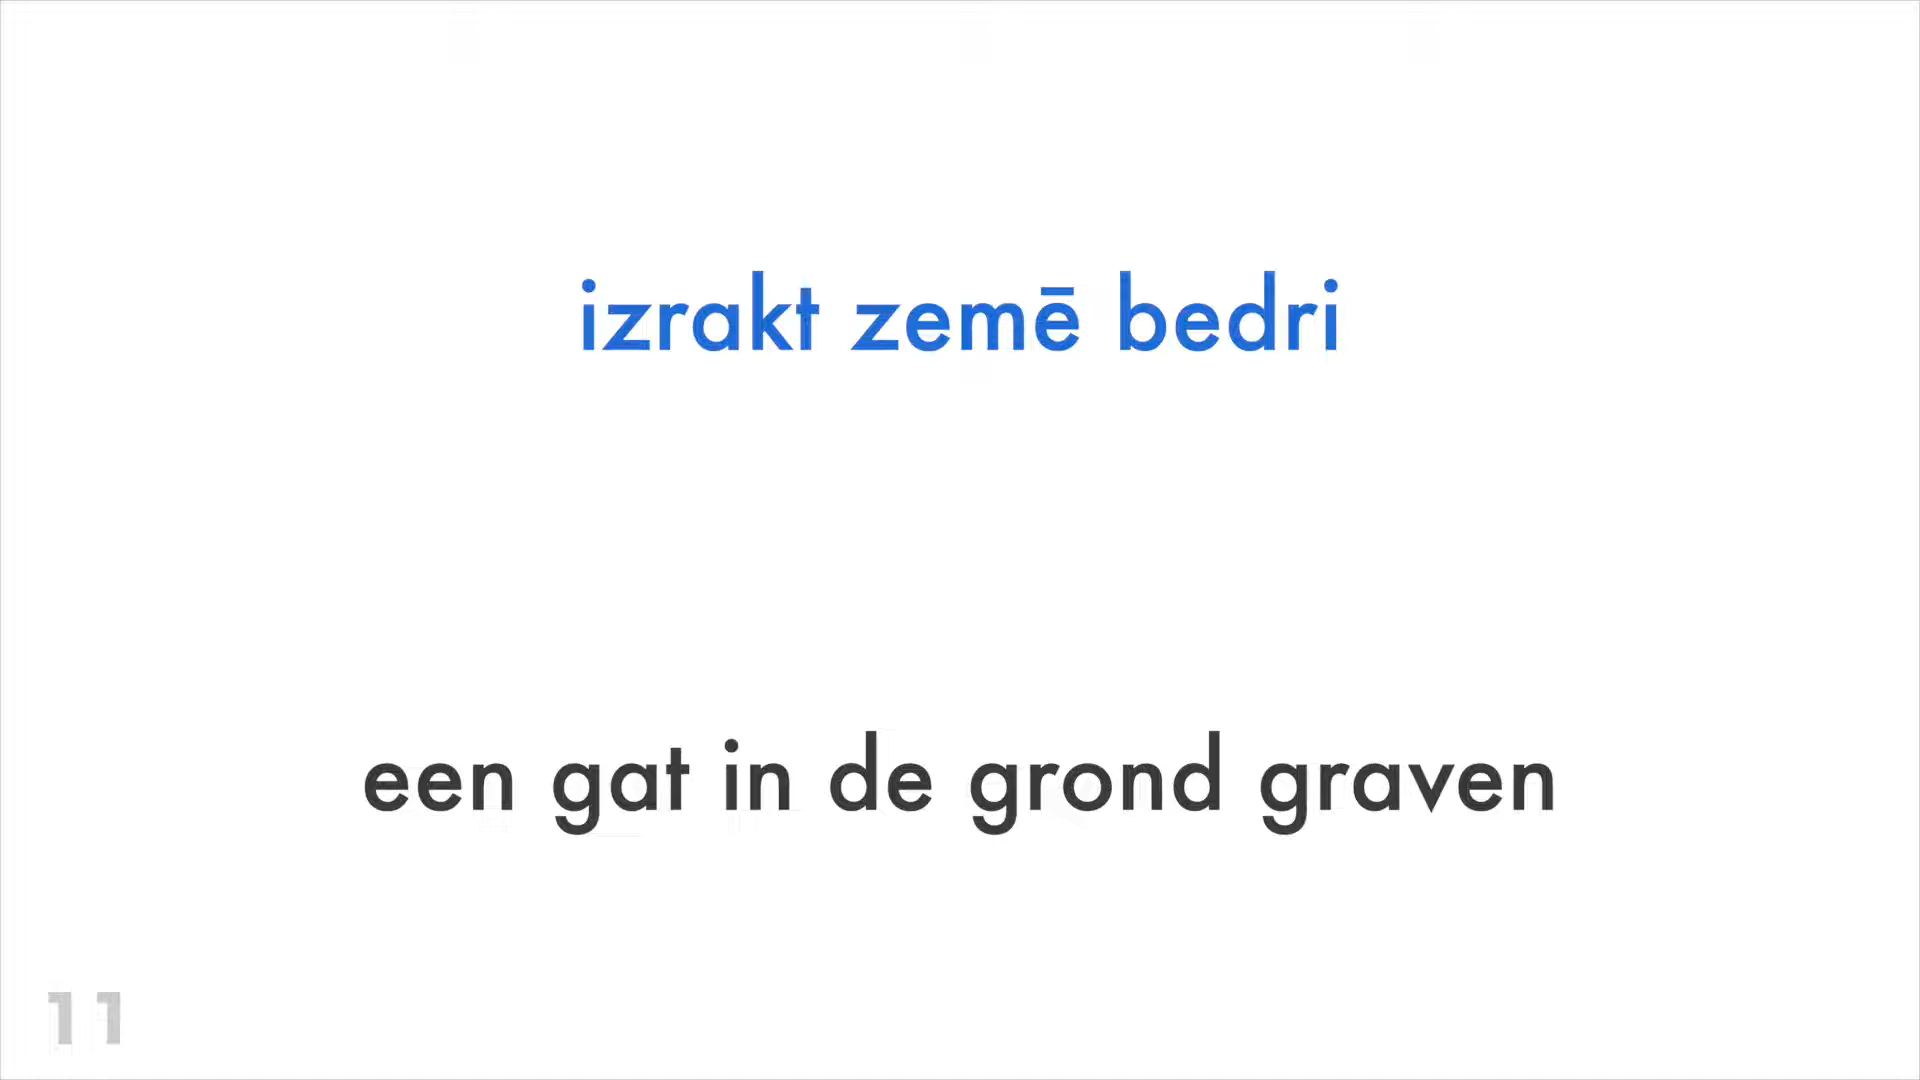 izrakt zemē bedri
een gat in de grond graven
11